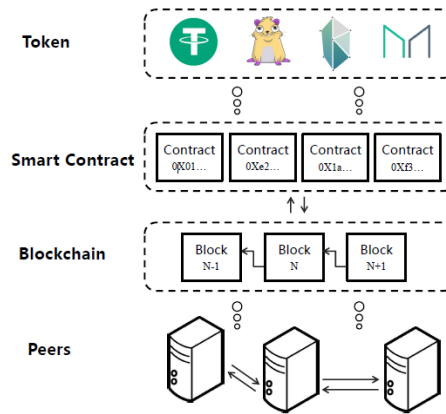 Token
Smart Contract
Contract
0X01...
Contract
0Xe2...
Contract
0X1a...
Contract
0Xf3...
Blockchain
Block
N-1
Block
N
Block
N+1
Peers